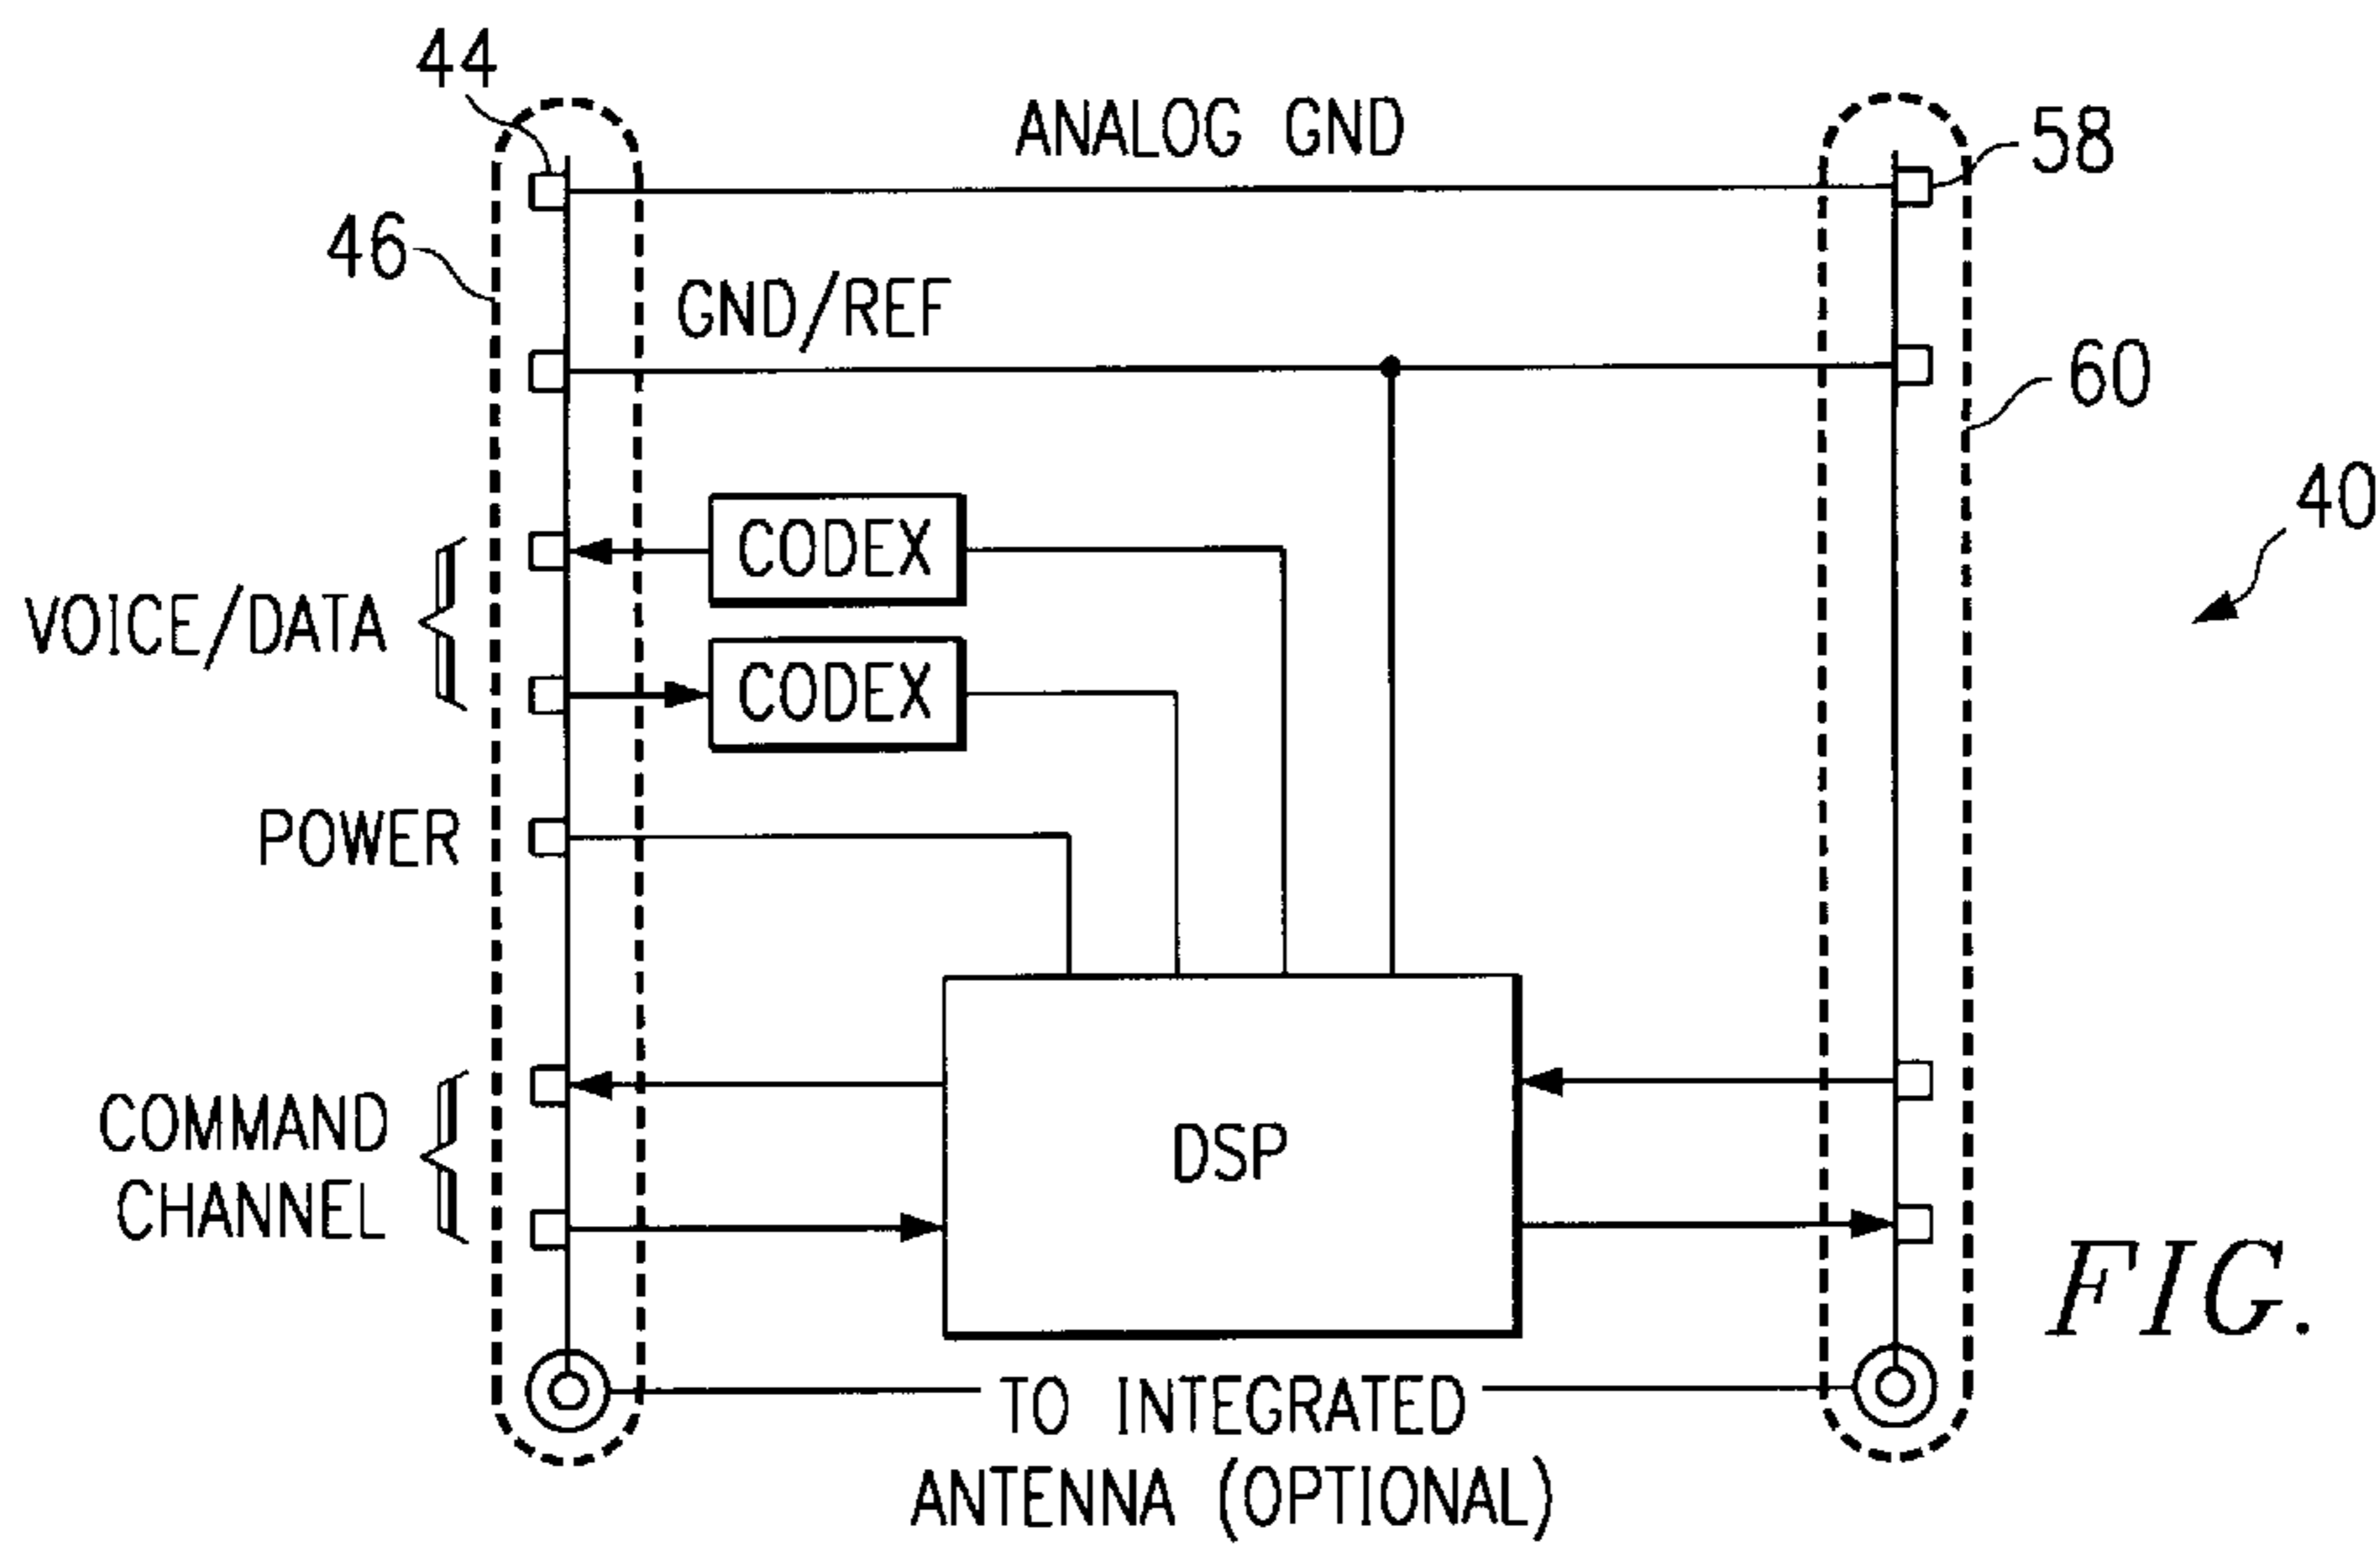 44
ANALOG GND
58
46
GND/REF
60
40
CODEX
VOICE/DATA
CODEX
POWER
COMMAND
CHANNEL
DSP
FIG.
TO INTEGRATED
ANTENNA (OPTIONAL)